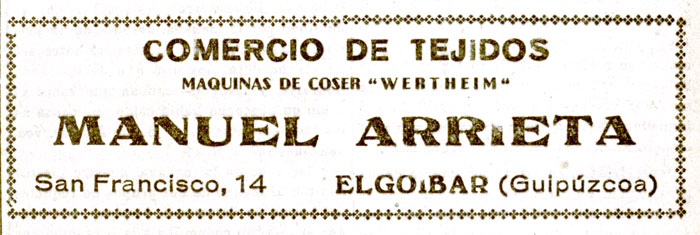 COMERCIO DE TEJIDOS
MAQUINAS DE COSER "WERTHEIM"
MANUEL ARRiETA
San Francisco, 14 ELGOiBAR (Guipúzcoa)